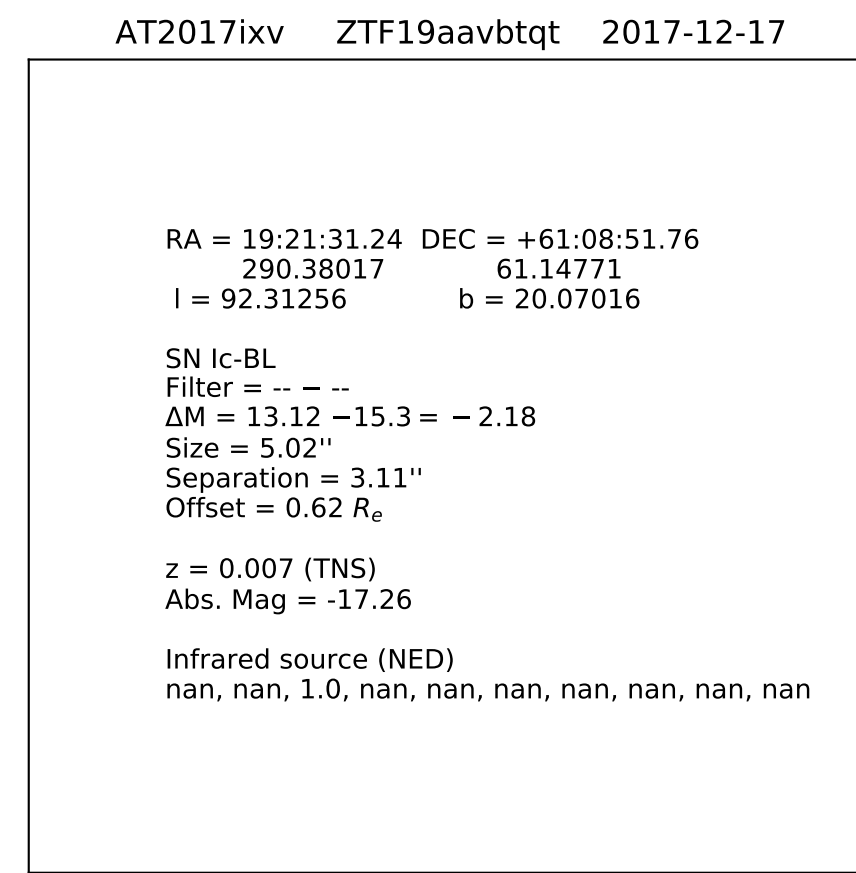 AT2017ixv ZTF19aavbtqt 2017-12-17
RA = 19:21:31.24 DEC = +61:08:51.76
290.38017 61.14771
l = 92.31256 b = 20.07016
SN Ic-BL
Filter = -- − --
ΔM = 13.12 −15.3 = −2.18
Size = 5.02''
Separation = 3.11''
Offset = 0.62 Re
z = 0.007 (TNS)
Abs. Mag = -17.26
Infrared source (NED)
nan, nan, 1.0, nan, nan, nan, nan, nan, nan, nan